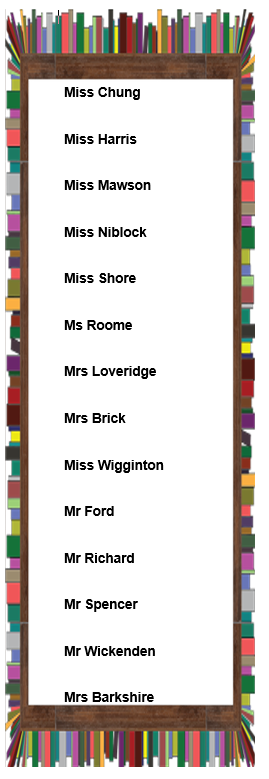 Miss Chung
Miss Harris
Miss Mawson
Miss Niblock
Miss Shore
Ms Roome
Mrs Loveridge
Mrs Brick
Miss Wigginton
Mr Ford
Mr Richard
Mr Spencer
Mr Wickenden
Mrs Barkshire